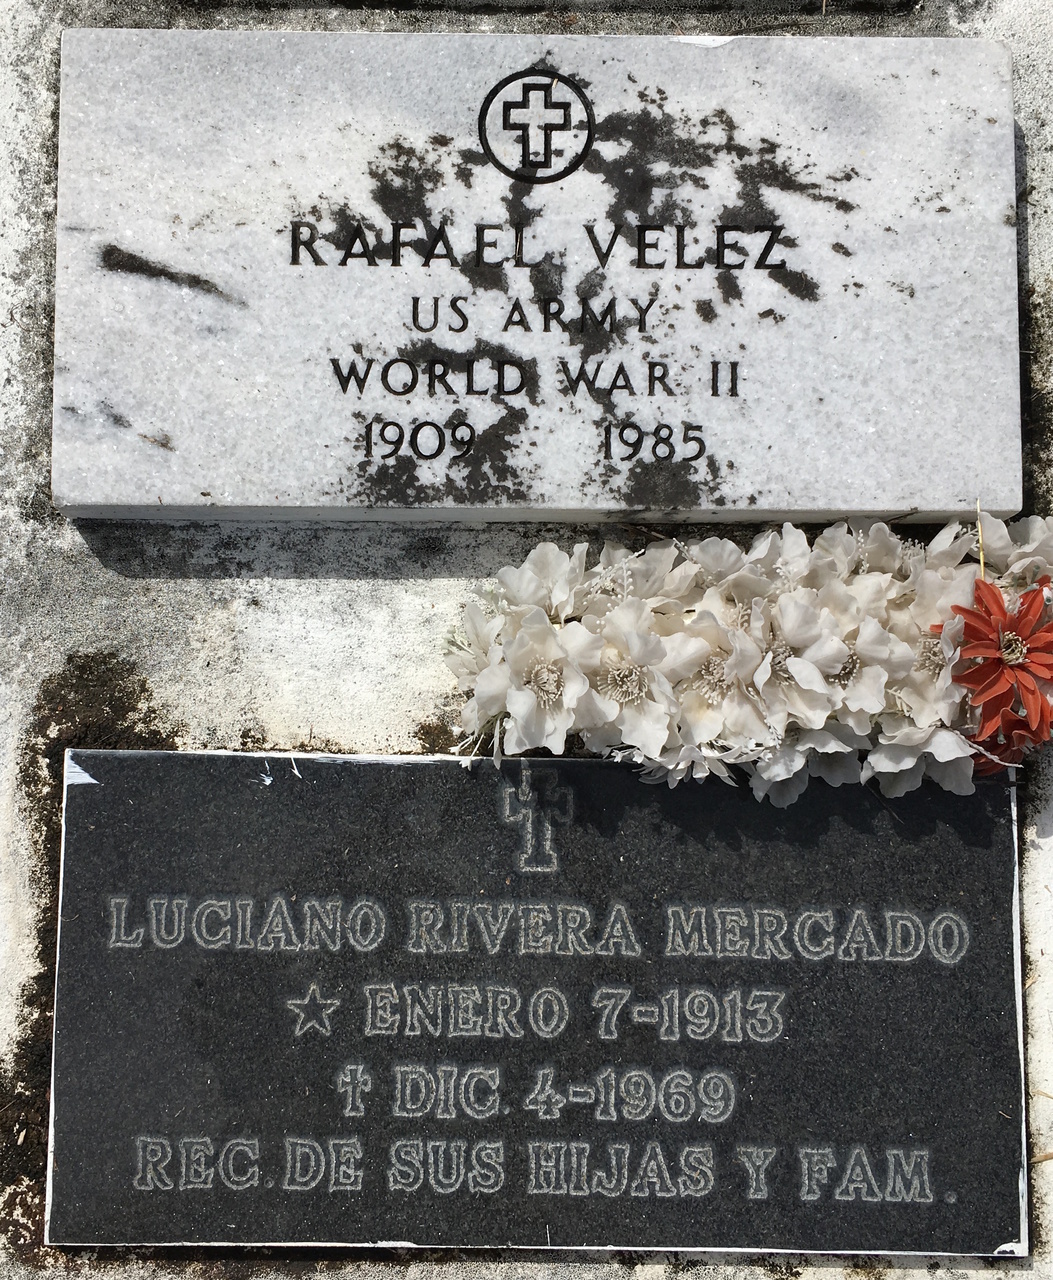 RAFAEL VELEZ
US ARMY
WORLD WAR II
1909 1985
LUCIANO RIVERA MERCADO
☆ ENERO 7-1913
✝ DIC. 4-1969
REC. DE SUS HIJAS Y FAM.